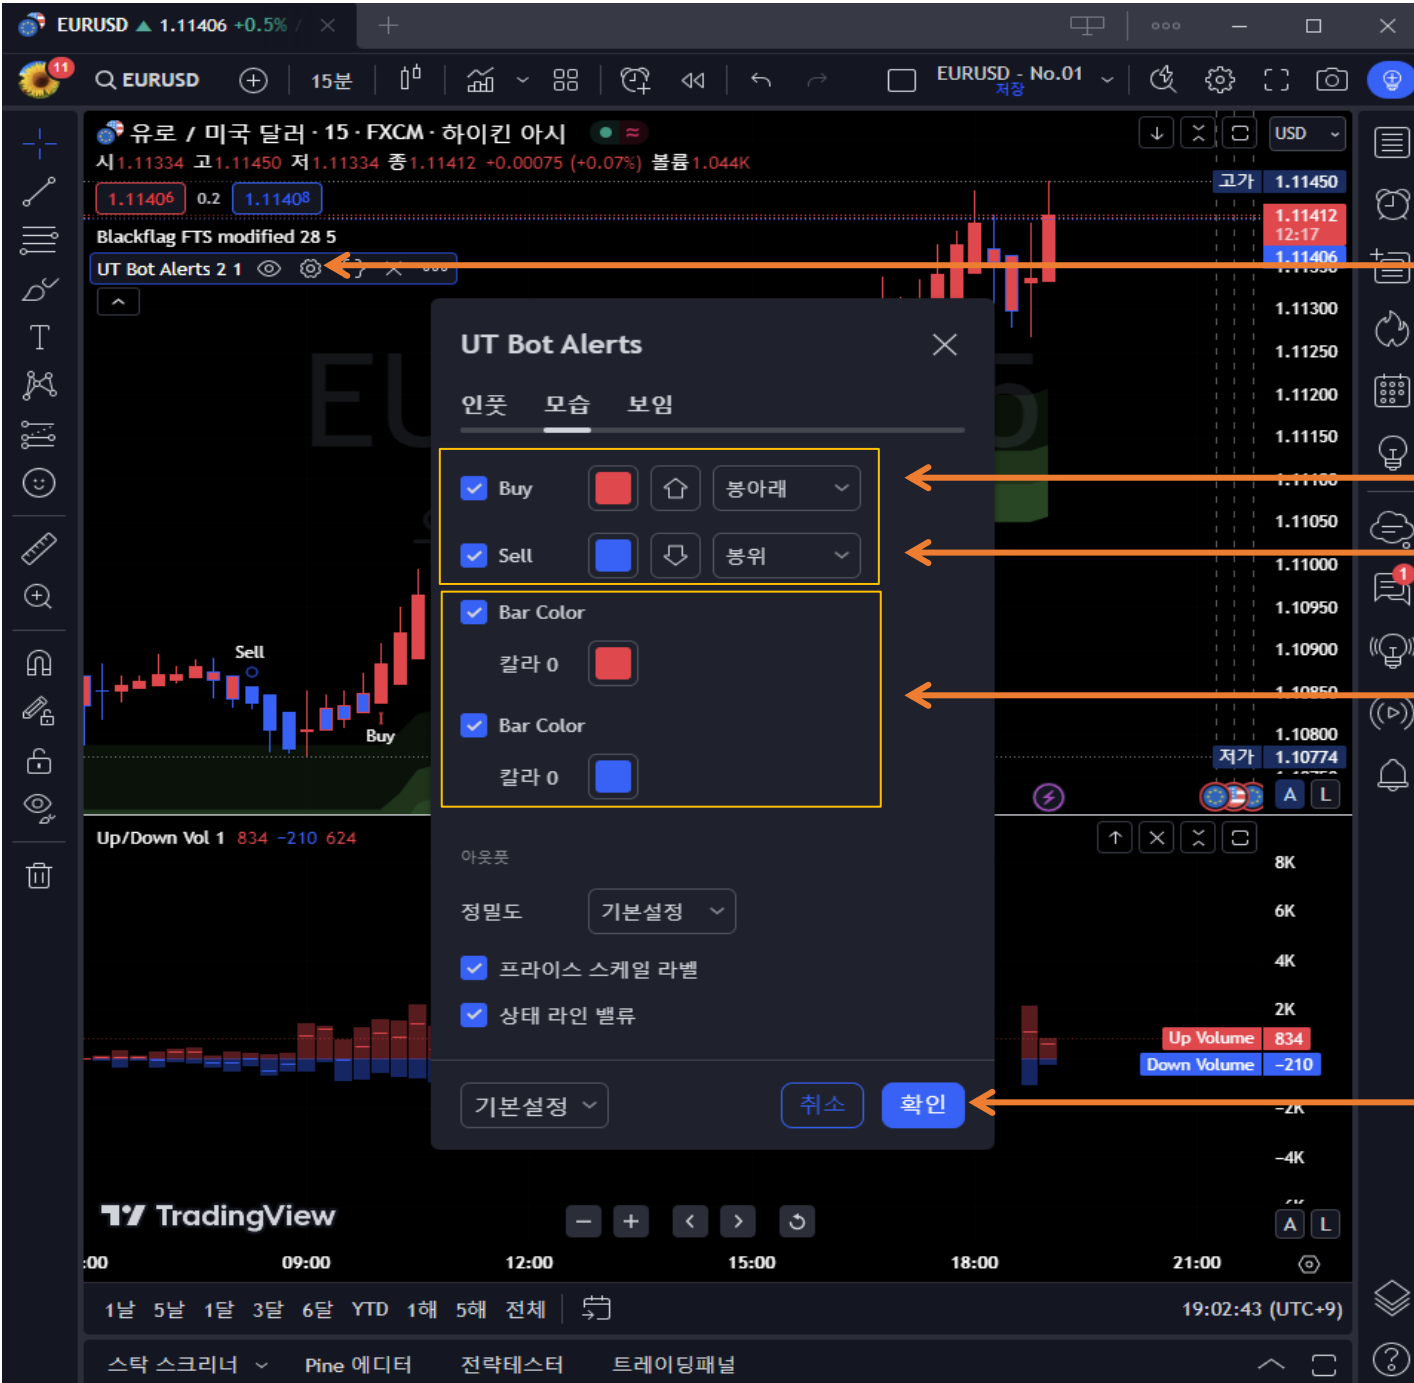 EURUSD ▲ 1.11406 +0.5% /
11
EURUSD
15분
EURUSD - No.01
저장
유로 / 미국 달러 · 15 · FXCM · 하이킨 아시
USD
시1.11334 고1.11450 저1.11334 종1.11412 +0.00075 (+0.07%) 볼륨1.044K
고가 1.11450
1.11406 0.2 1.11408
1.11412
12:17
Blackflag FTS modified 28 5
1.11406
UT Bot Alerts 2 1
1.11300
UT Bot Alerts
1.11250
인풋 모습 보임
1.11200
1.11150
Buy 봉아래
1.11100
1.11050
Sell 봉위
1.11000
1
Bar Color
1.10950
칼라 0
1.10900
Sell
1.10850
Bar Color
Buy
1.10800
저가 1.10774
칼라 0
A L
Up/Down Vol 1 834 −210 624
아웃풋
8K
정밀도 기본설정
6K
프라이스 스케일 라벨
4K
상태 라인 밸류
2K
Up Volume 834
Down Volume −210
기본설정 취소 확인
−2K
−4K
TradingView
A L
:00 09:00 12:00 15:00 18:00 21:00
1날 5날 1달 3달 6달 YTD 1해 5해 전체
19:02:43 (UTC+9)
스탁 스크리너 Pine 에디터 전략테스터 트레이딩패널